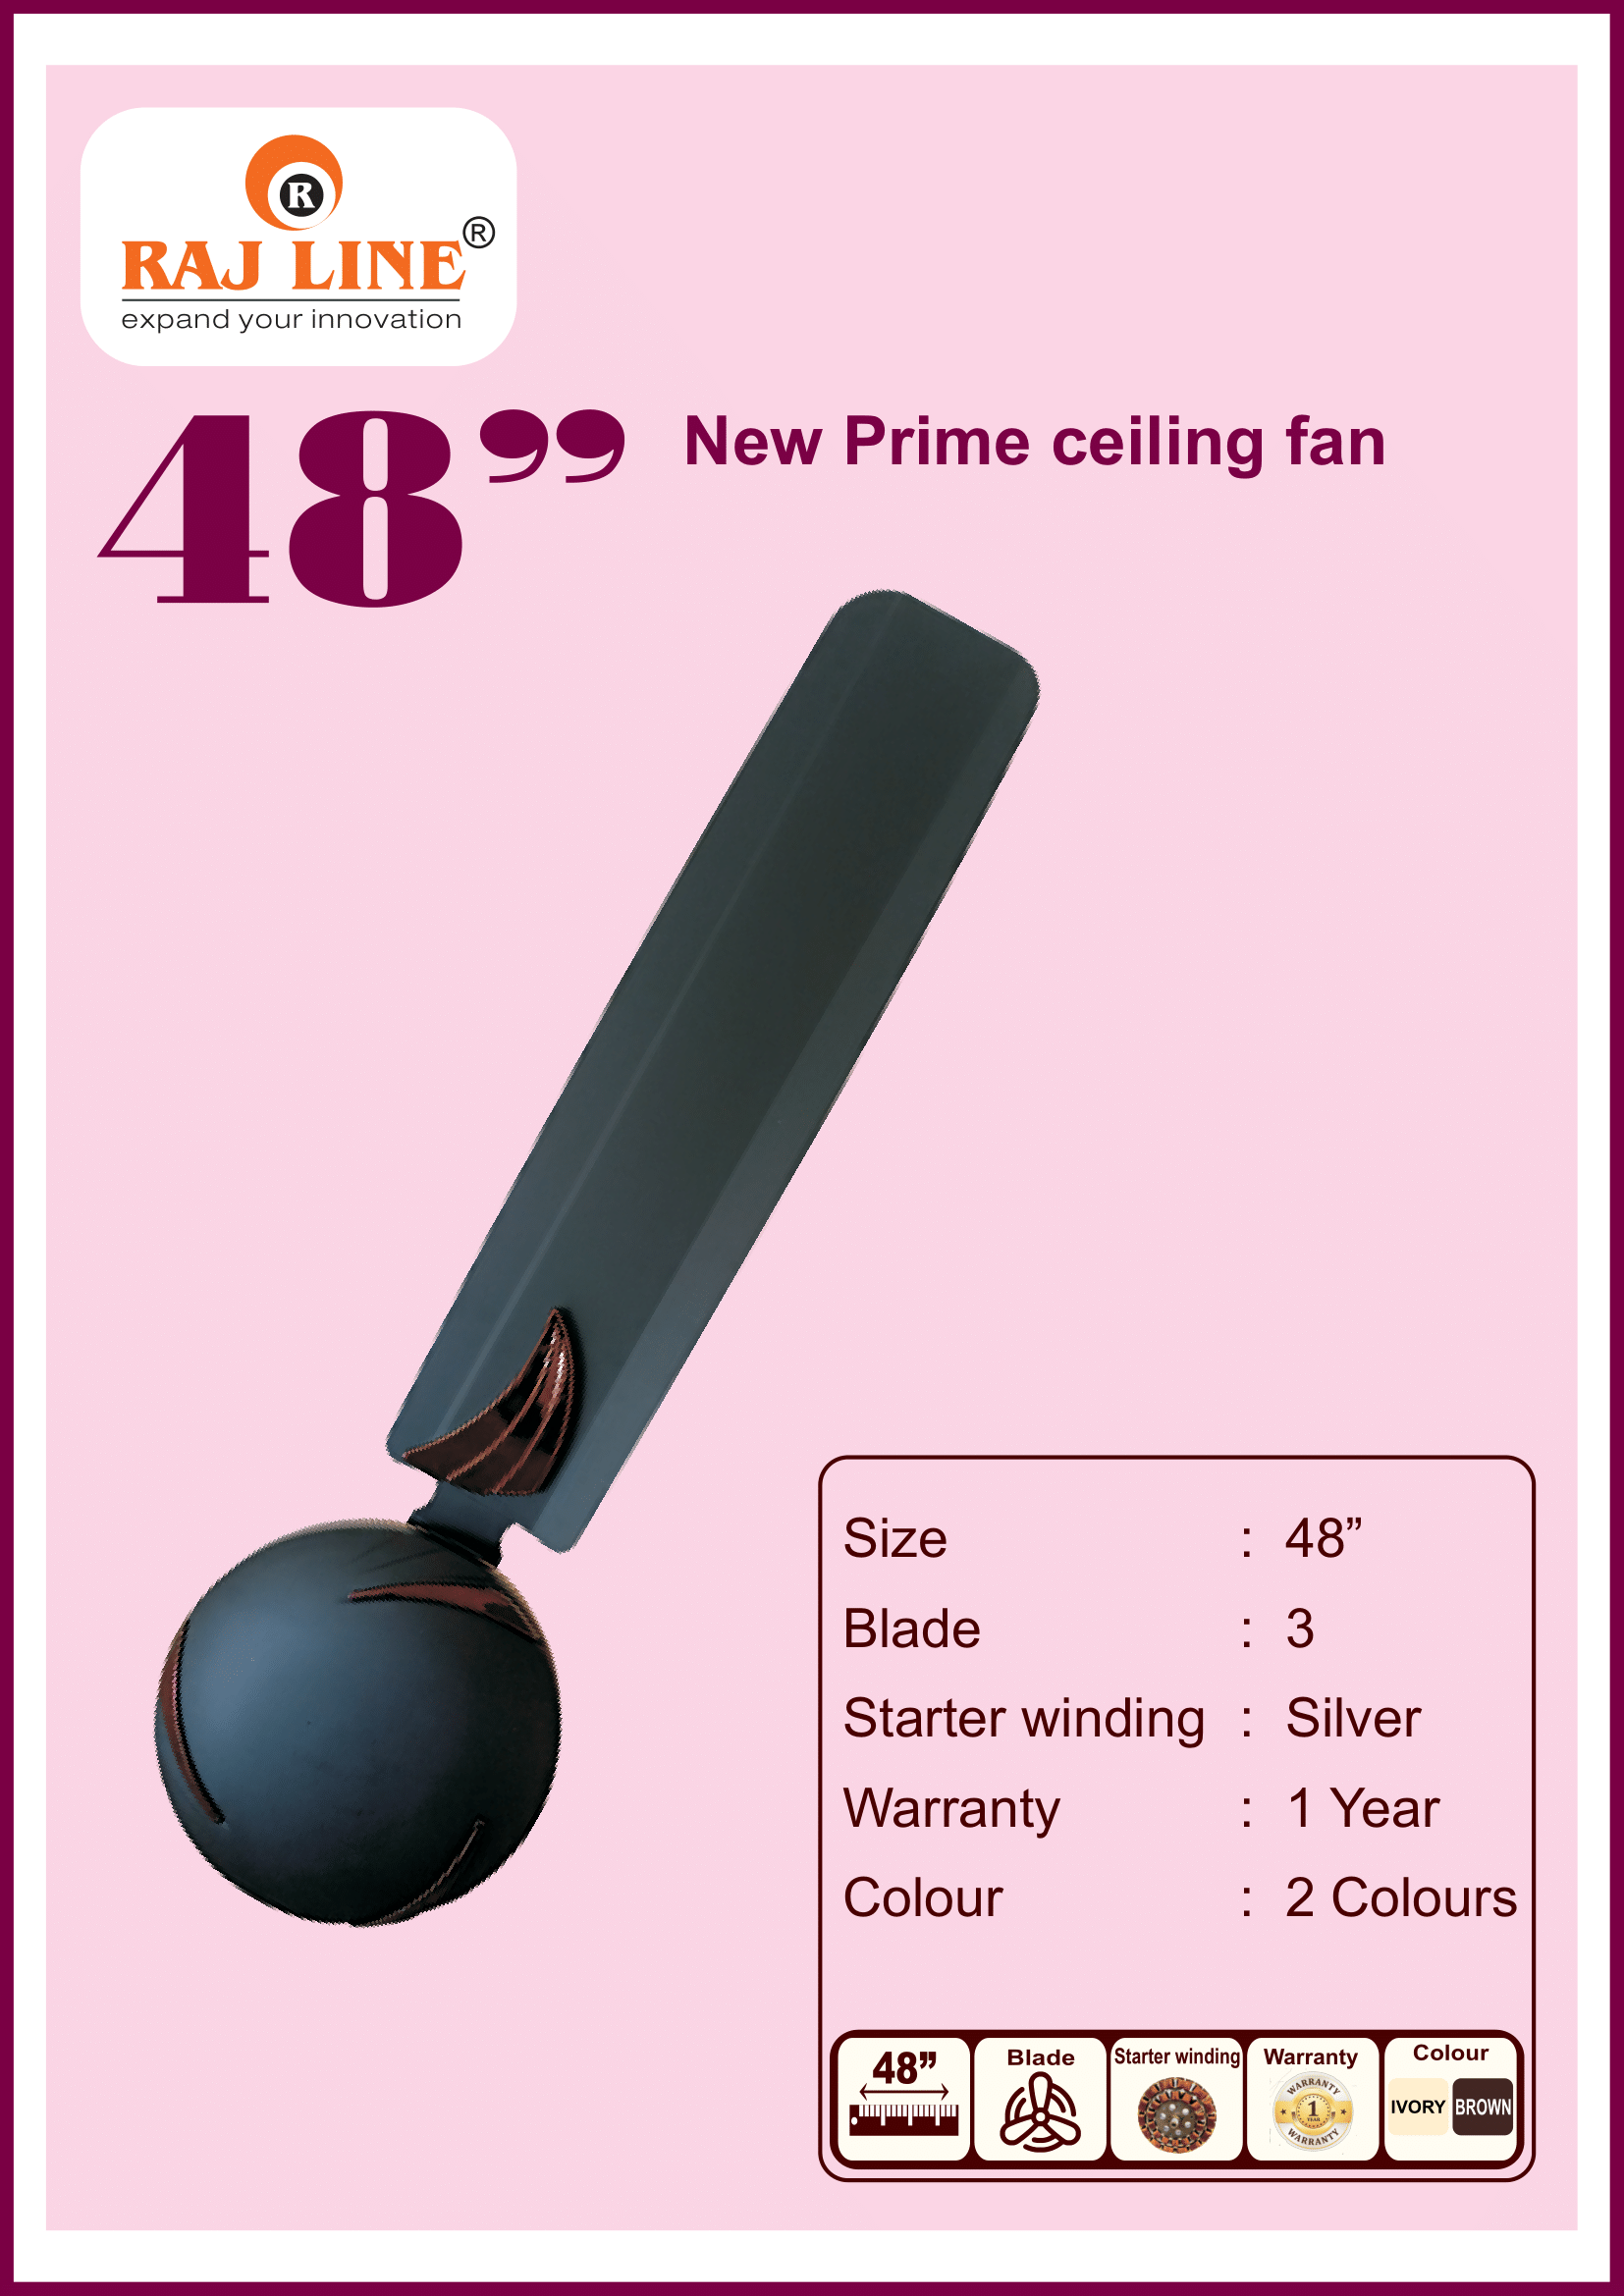 R
RAJ LINE®
expand your innovation
48” New Prime ceiling fan
Size : 48”
Blade : 3
Starter winding : Silver
Warranty : 1 Year
Colour : 2 Colours
48”
Blade
Starter winding
Warranty
WARRANTY
1
YEAR
WARRANTY
Colour
IVORY
BROWN